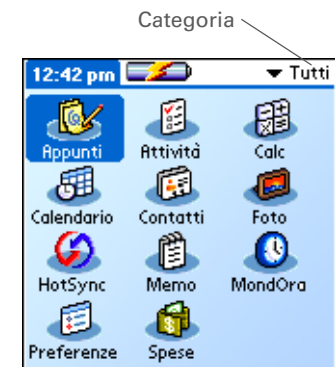 Categoria
12:42 pm Tutti
Appunti Attività Calc
Calendario Contatti Foto
HotSync Memo MondOra
Preferenze Spese